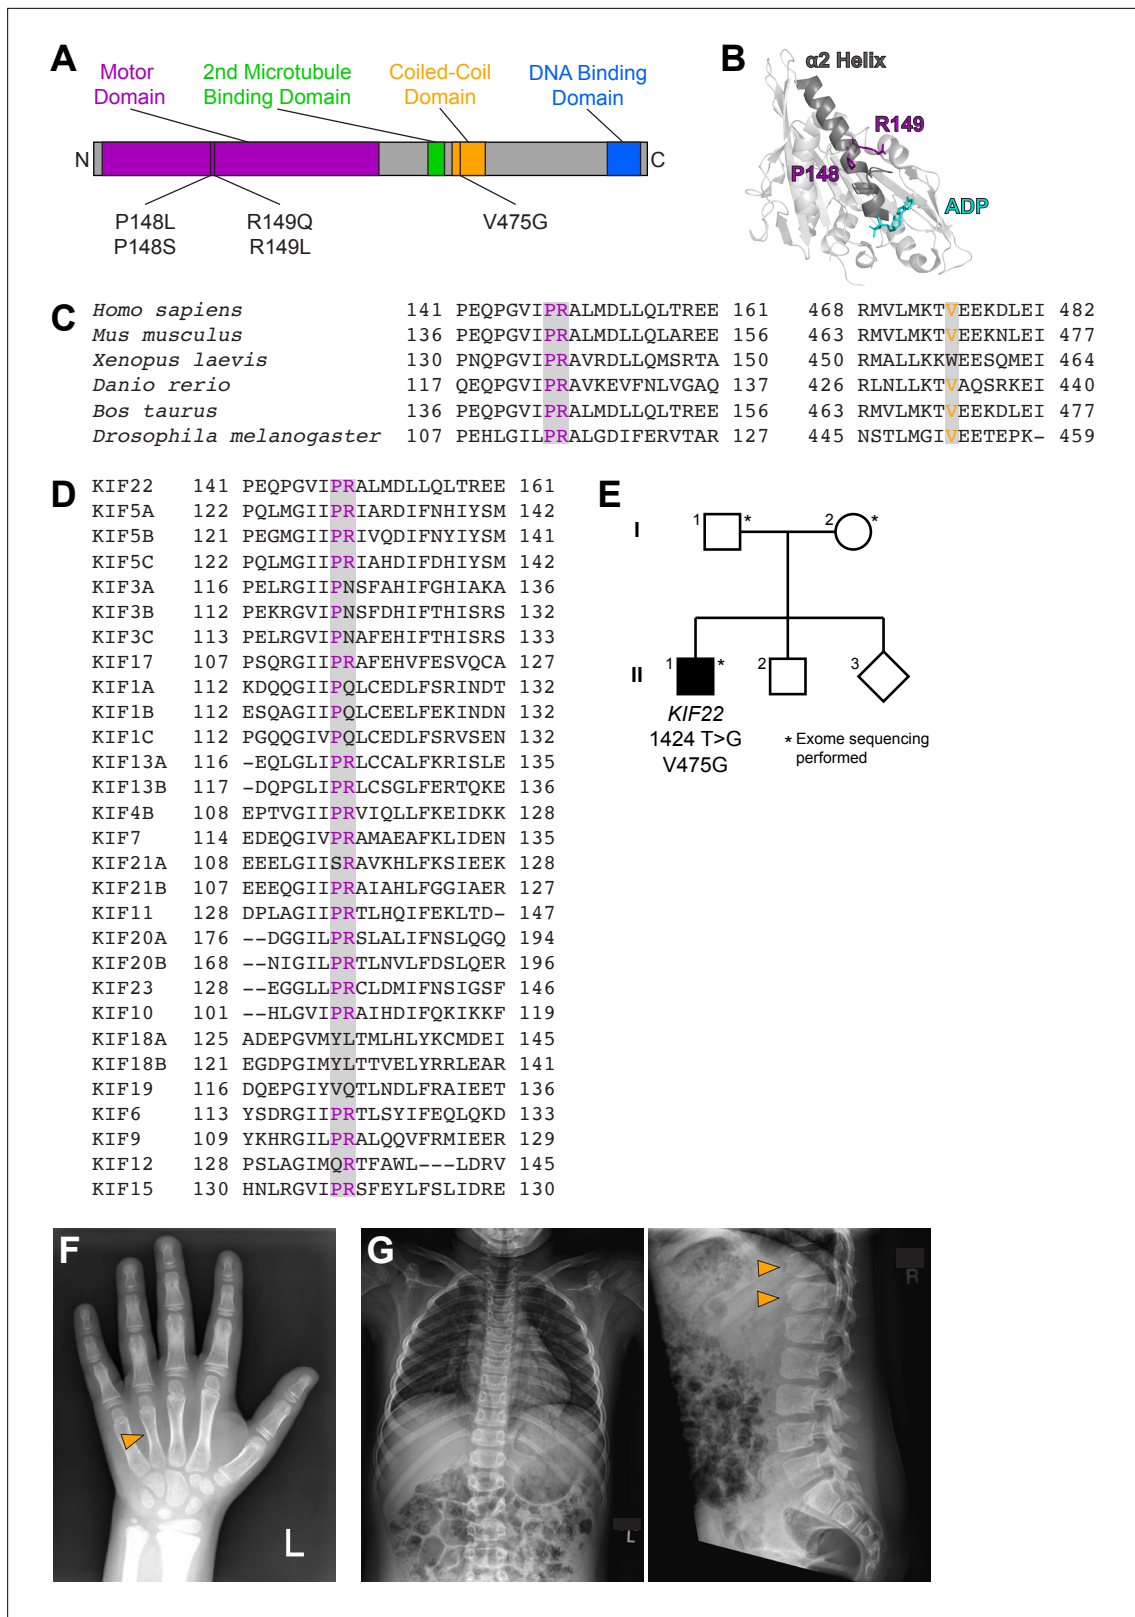 A
Motor Domain
2nd Microtubule Binding Domain
Coiled-Coil Domain
DNA Binding Domain
N
C
P148L
P148S
R149Q
R149L
V475G
B
α2 Helix
R149
P148
ADP
C
Homo sapiens 141 PEQPGVIPRALMDLLQLTREE 161 468 RMVLMKTVEEKDLEI 482
Mus musculus 136 PEQPGVIPRALMDLLQLAREE 156 463 RMVLMKTVEEKNLEI 477
Xenopus laevis 130 PNQPGVIPRAVRDLLQMSRTA 150 450 RMALLKKWEESQMEI 464
Danio rerio 117 QEQPGVIPRAVKEVFNLVGAQ 137 426 RLNLLKTVAQSRKEI 440
Bos taurus 136 PEQPGVIPRALMDLLQLTREE 156 463 RMVLMKTVEEKDLEI 477
Drosophila melanogaster 107 PEHLGILPRALGDIFERVTAR 127 445 NSTLMGIVEETEPK- 459
D
KIF22 141 PEQPGVIPRALMDLLQLTREE 161
KIF5A 122 PQLMGIIPRIARDIFNHIYSM 142
KIF5B 121 PEGMGIIPRIVQDIFNYIYSM 141
KIF5C 122 PQLMGIIPRIAHDIFDHIYSM 142
KIF3A 116 PELRGIIPNSFAHIFGHIAKA 136
KIF3B 112 PEKRGVIPNSFDHIFTHISRS 132
KIF3C 113 PELRGVIPNAFEHIFTHISRS 133
KIF17 107 PSQRGIIPRAFEHVFESVQCA 127
KIF1A 112 KDQQGIIPQLCEDLFSRINDT 132
KIF1B 112 ESQAGIIPQLCEELFEKINDN 132
KIF1C 112 PGQQGIVPQLCEDLFSRVSEN 132
KIF13A 116 -EQLGLIPRLCCALFKRISLE 135
KIF13B 117 -DQPGLIPRLCSGLFERTQKE 136
KIF4B 108 EPTVGIIPRVIQLLFKEIDKK 128
KIF7 114 EDEQGIVPRAMAEAFKLIDEN 135
KIF21A 108 EEELGIISRAVKHLFKSIEEK 128
KIF21B 107 EEEQGIIPRAIAHLFGGIAER 127
KIF11 128 DPLAGIIPRTLHQIFEKLTD- 147
KIF20A 176 --DGGILPRSLALIFNSLQGQ 194
KIF20B 168 --NIGILPRTLNVLFDSLQER 196
KIF23 128 --EGGLLPRCLDMIFNSIGSF 146
KIF10 101 --HLGVIPRAIHDIFQKIKKF 119
KIF18A 125 ADEPGVMYLTMLHLYKCMDEI 145
KIF18B 121 EGDPGIMYLTTVELYRRLEAR 141
KIF19 116 DQEPGIYVQTLNDLFRAIEET 136
KIF6 113 YSDRGIIPRTLSYIFEQLQKD 133
KIF9 109 YKHRGILPRALQQVFRMIEER 129
KIF12 128 PSLAGIMQRTFAWL---LDRV 145
KIF15 130 HNLRGVIPRSFEYLFSLIDRE 130
E
I
1
*
2
*
II
1
*
2
3
KIF22
1424 T>G
V475G
* Exome sequencing
performed
F
L
G
L
R